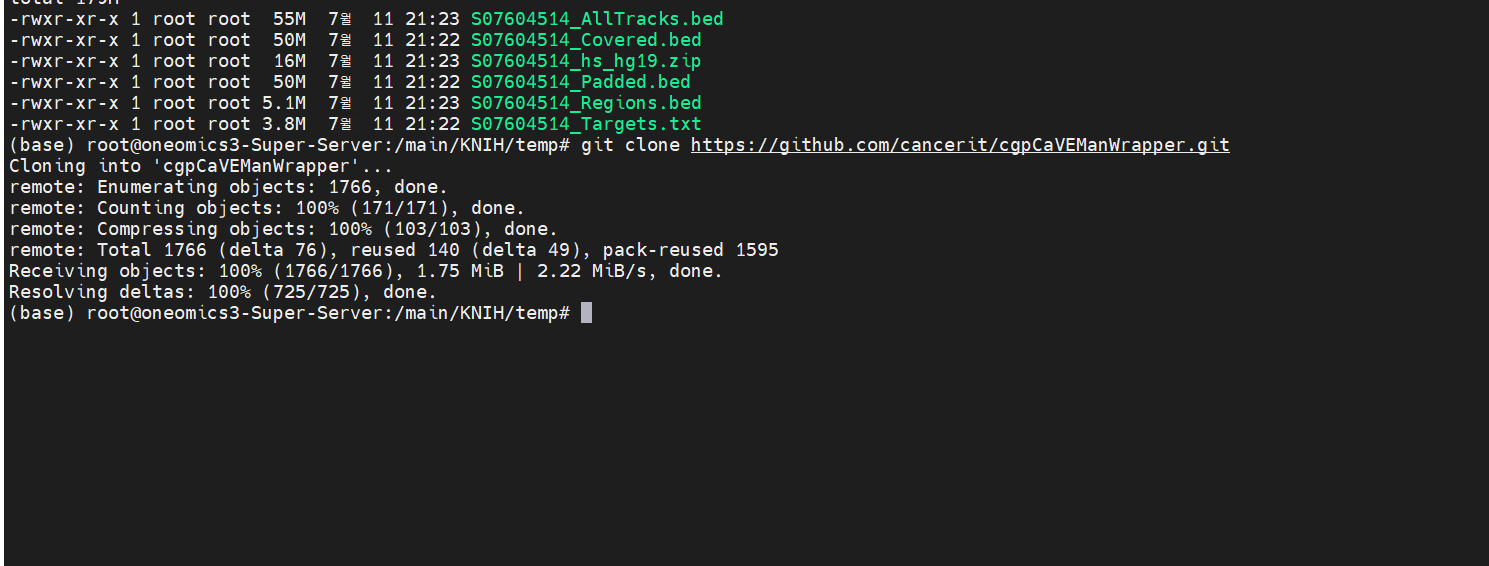 total 175M
-rwxr-xr-x 1 root root  55M  7월  11 21:23 S07604514_AllTracks.bed
-rwxr-xr-x 1 root root  50M  7월  11 21:22 S07604514_Covered.bed
-rwxr-xr-x 1 root root  16M  7월  11 21:23 S07604514_hs_hg19.zip
-rwxr-xr-x 1 root root  50M  7월  11 21:22 S07604514_Padded.bed
-rwxr-xr-x 1 root root 5.1M  7월  11 21:23 S07604514_Regions.bed
-rwxr-xr-x 1 root root 3.8M  7월  11 21:22 S07604514_Targets.txt
(base) root@oneomics3-Super-Server:/main/KNIH/temp# git clone https://github.com/cancerit/cgpCaVEManWrapper.git
Cloning into 'cgpCaVEManWrapper'...
remote: Enumerating objects: 1766, done.
remote: Counting objects: 100% (171/171), done.
remote: Compressing objects: 100% (103/103), done.
remote: Total 1766 (delta 76), reused 140 (delta 49), pack-reused 1595
Receiving objects: 100% (1766/1766), 1.75 MiB | 2.22 MiB/s, done.
Resolving deltas: 100% (725/725), done.
(base) root@oneomics3-Super-Server:/main/KNIH/temp#